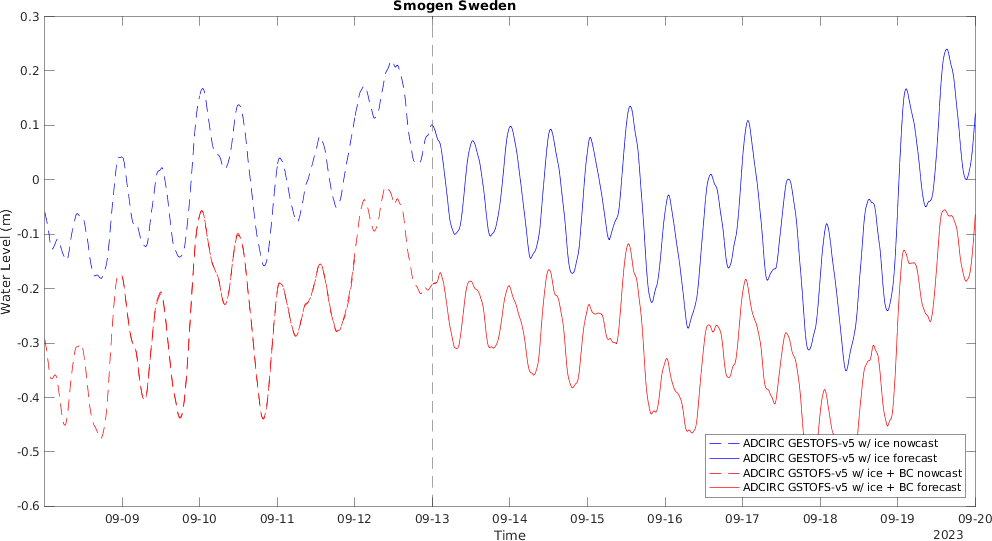 Smogen Sweden
Water Level (m)
0.3
0.2
0.1
0
-0.1
-0.2
-0.3
-0.4
-0.5
-0.6
ADCIRC GESTOFS-v5 w/ ice nowcast
ADCIRC GESTOFS-v5 w/ ice forecast
ADCIRC GSTOFS-v5 w/ ice + BC nowcast
ADCIRC GSTOFS-v5 w/ ice + BC forecast
09-09 09-10 09-11 09-12 09-13 09-14 09-15 09-16 09-17 09-18 09-19 09-20
Time
2023